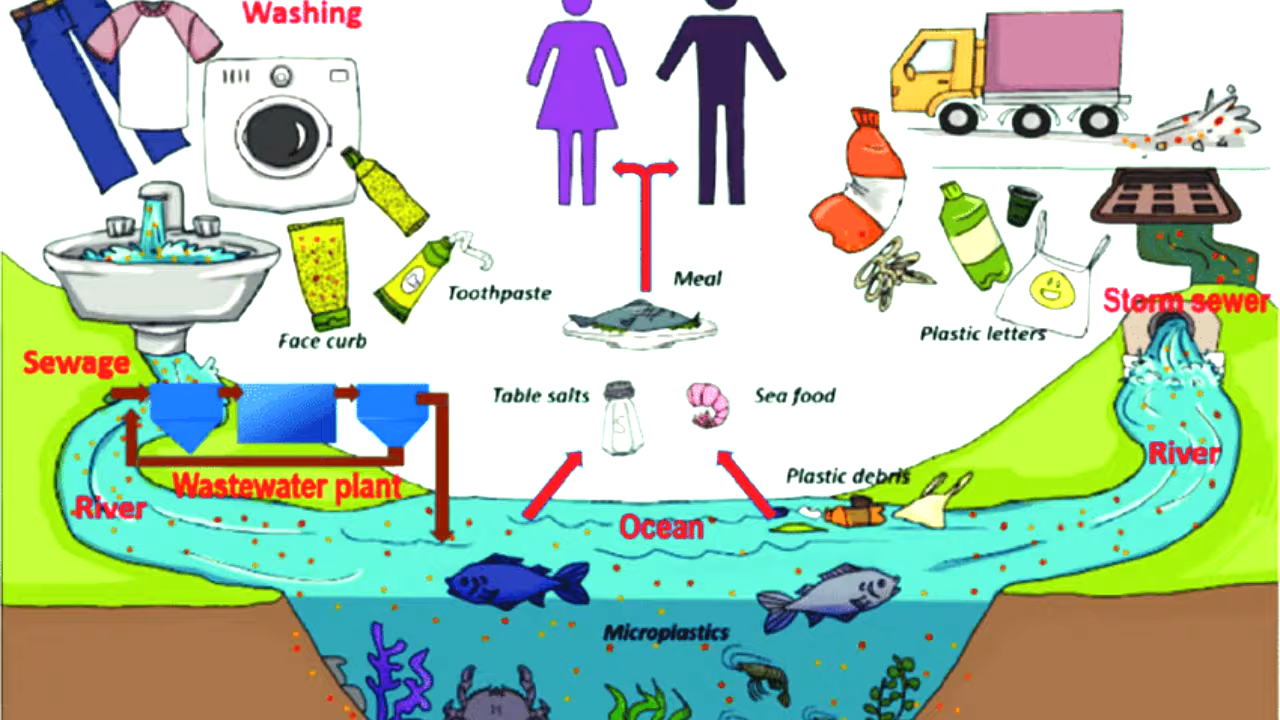 Washing
Toothpaste
Meal
Face curb
Storm sewer
Plastic letters
Sewage
Table salts
Sea food
River
Wastewater plant
Plastic debris
River
Ocean
Microplastics